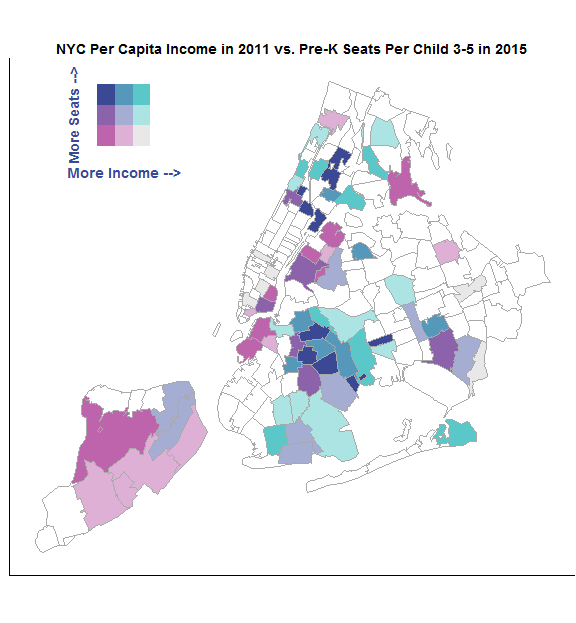 NYC Per Capita Income in 2011 vs. Pre-K Seats Per Child 3-5 in 2015
More Seats -->
More Income -->